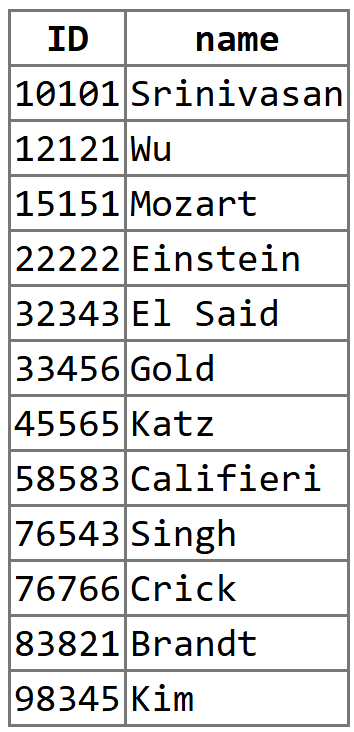 ID name
10101 Srinivasan
12121 Wu
15151 Mozart
22222 Einstein
32343 El Said
33456 Gold
45565 Katz
58583 Califieri
76543 Singh
76766 Crick
83821 Brandt
98345 Kim